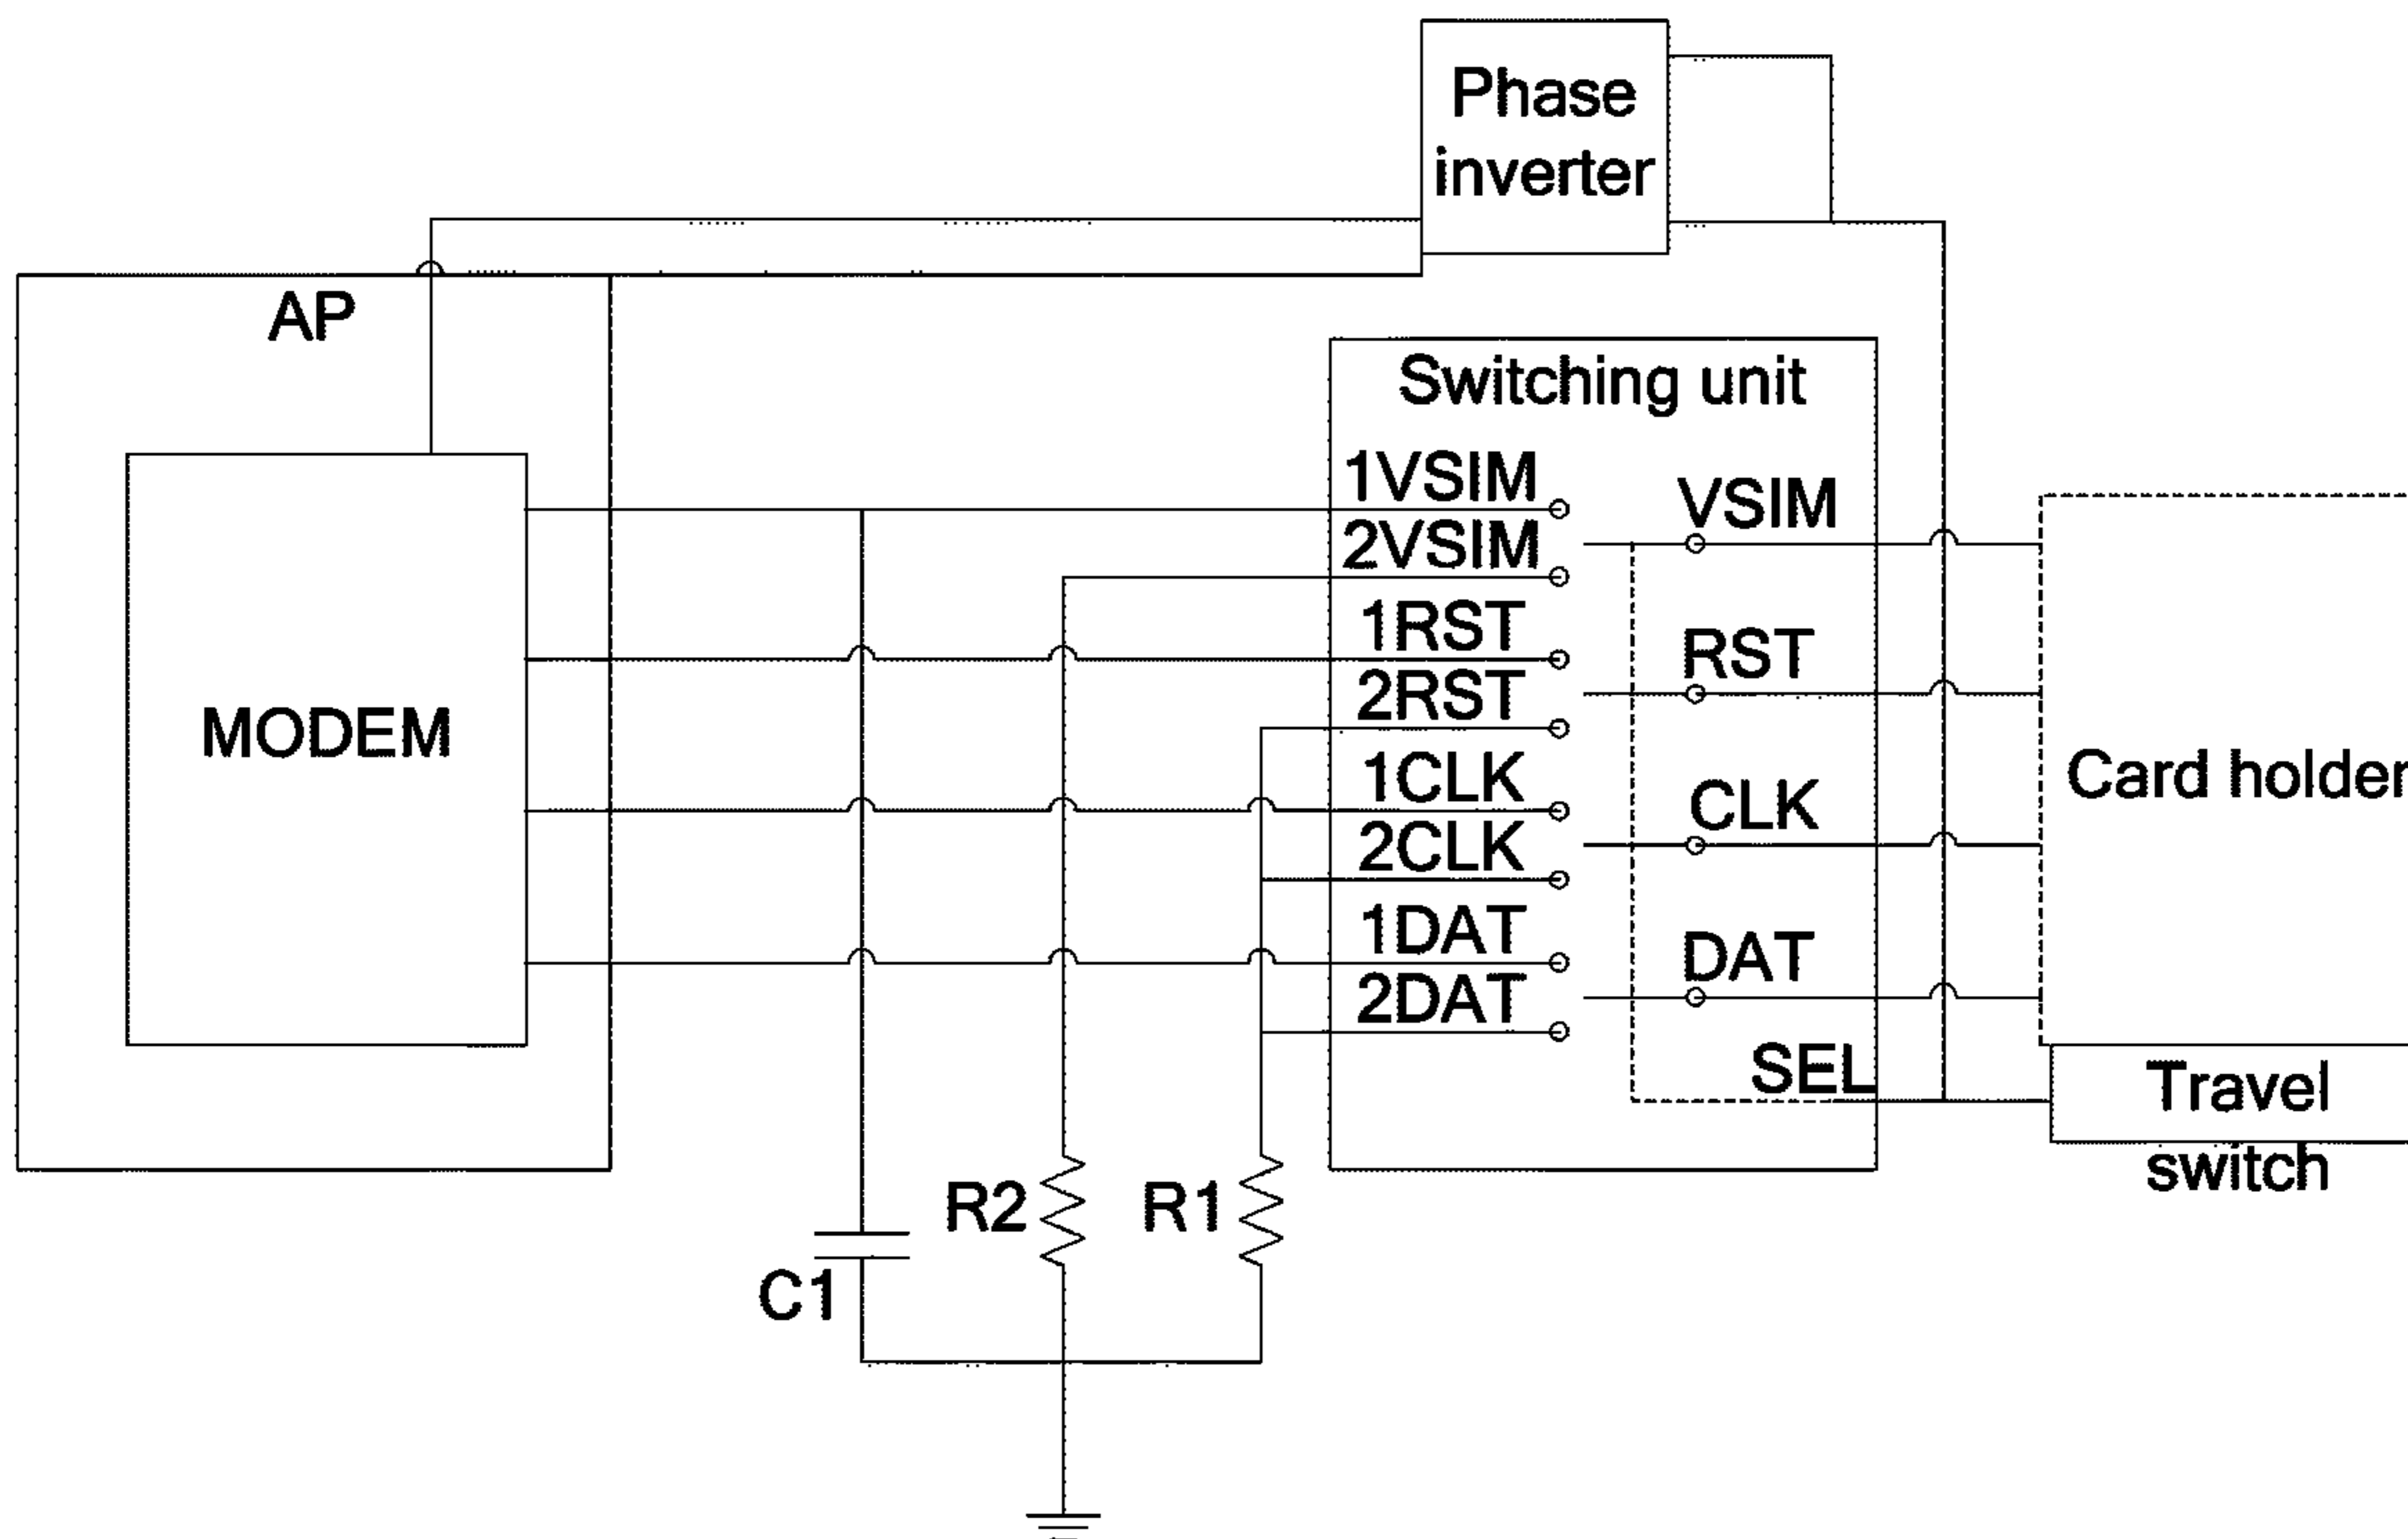 Phase
inverter
AP
Switching unit
1VSIM
VSIM
2VSIM
1RST
RST
2RST
MODEM
1CLK
CLK
Card holder
2CLK
1DAT
DAT
2DAT
SEL
Travel
switch
R2
R1
C1